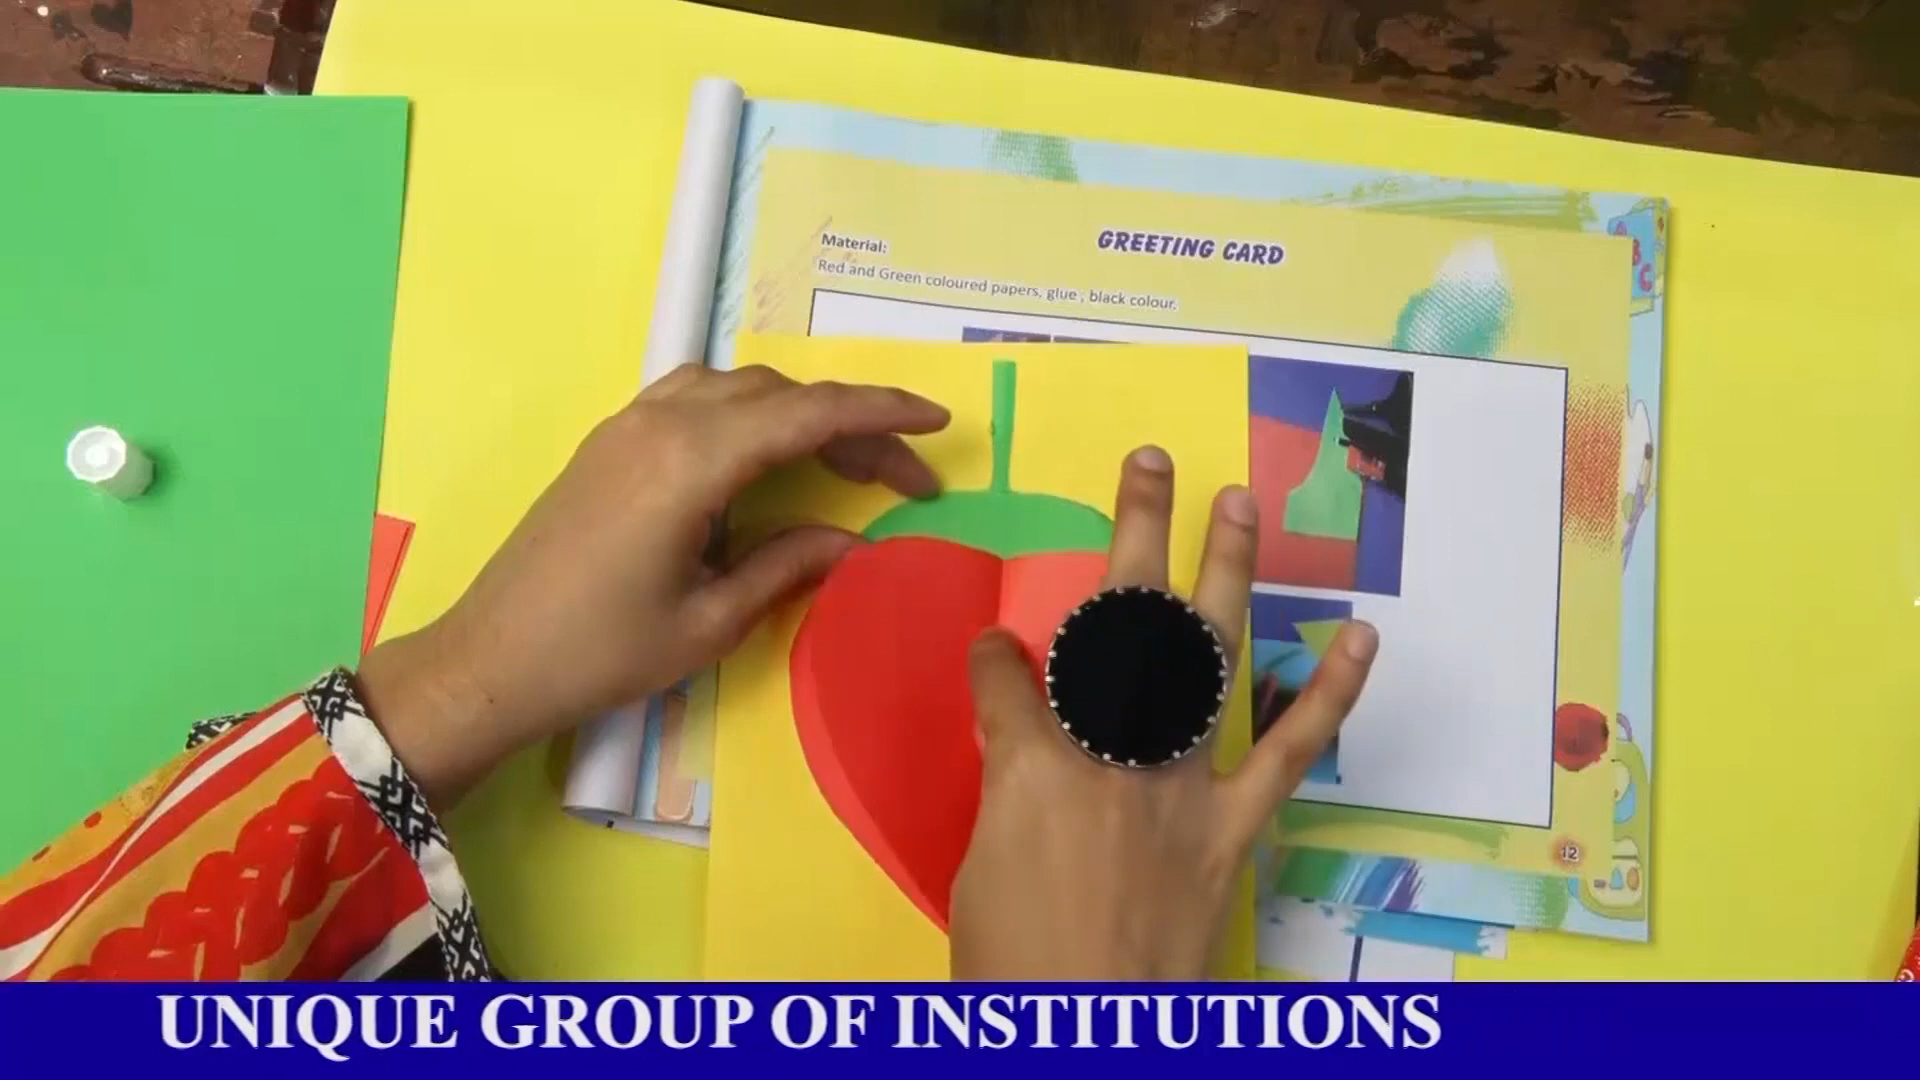 GREETING CARD
Material:
Red and Green coloured papers, glue , black colour.
12
UNIQUE GROUP OF INSTITUTIONS